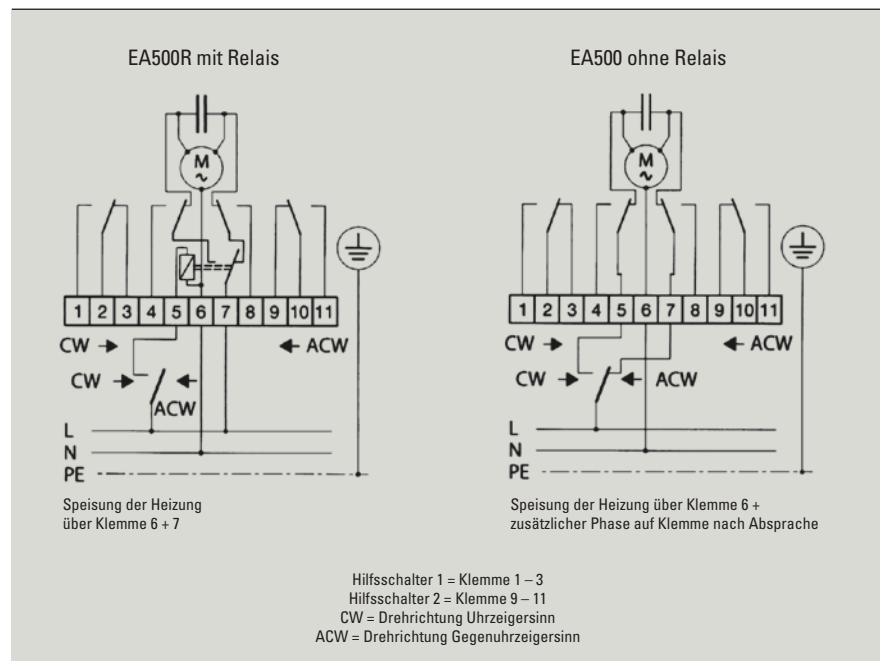 EA500R mit Relais
M
~
1 2 3 4 5 6 7 8 9 10 11
CW → ← ACW
CW → ←
ACW
L
N
PE
Speisung der Heizung
über Klemme 6 + 7
EA500 ohne Relais
M
~
1 2 3 4 5 6 7 8 9 10 11
CW → ← ACW
CW → ← ACW
L
N
PE
Speisung der Heizung über Klemme 6 +
zusätzlicher Phase auf Klemme nach Absprache
Hilfsschalter 1 = Klemme 1 – 3
Hilfsschalter 2 = Klemme 9 – 11
CW = Drehrichtung Uhrzeigersinn
ACW = Drehrichtung Gegenuhrzeigersinn